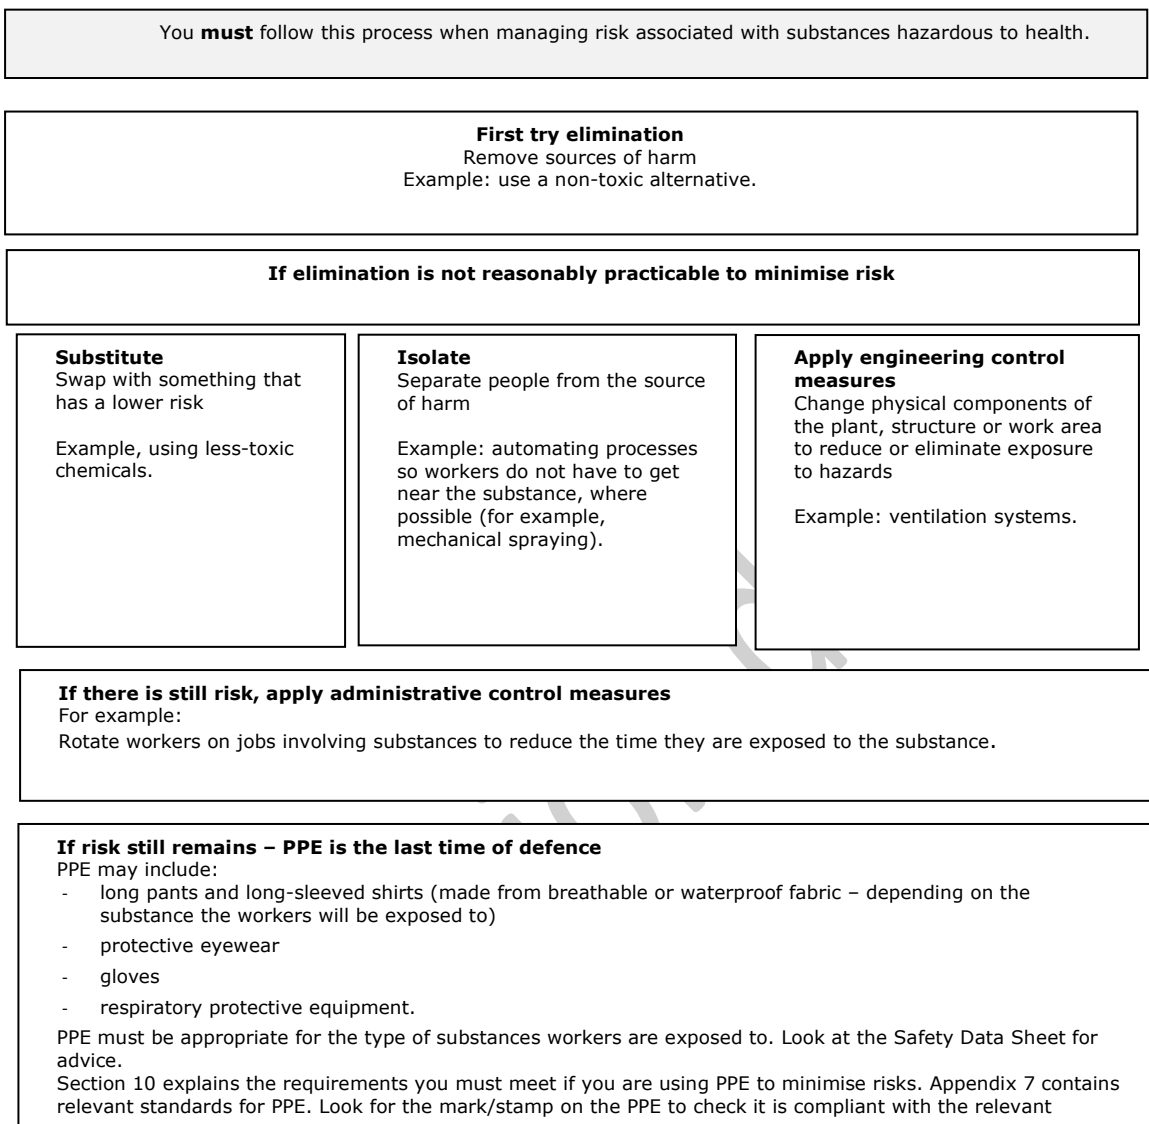 You must follow this process when managing risk associated with substances hazardous to health.
First try elimination
Remove sources of harm
Example: use a non-toxic alternative.
If elimination is not reasonably practicable to minimise risk
Substitute
Swap with something that
has a lower risk
Example, using less-toxic
chemicals.
Isolate
Separate people from the source
of harm
Example: automating processes
so workers do not have to get
near the substance, where
possible (for example,
mechanical spraying).
Apply engineering control
measures
Change physical components of
the plant, structure or work area
to reduce or eliminate exposure
to hazards
Example: ventilation systems.
If there is still risk, apply administrative control measures
For example:
Rotate workers on jobs involving substances to reduce the time they are exposed to the substance.
If risk still remains – PPE is the last time of defence
PPE may include:
- long pants and long-sleeved shirts (made from breathable or waterproof fabric – depending on the
substance the workers will be exposed to)
- protective eyewear
- gloves
- respiratory protective equipment.
PPE must be appropriate for the type of substances workers are exposed to. Look at the Safety Data Sheet for
advice.
Section 10 explains the requirements you must meet if you are using PPE to minimise risks. Appendix 7 contains
relevant standards for PPE. Look for the mark/stamp on the PPE to check it is compliant with the relevant